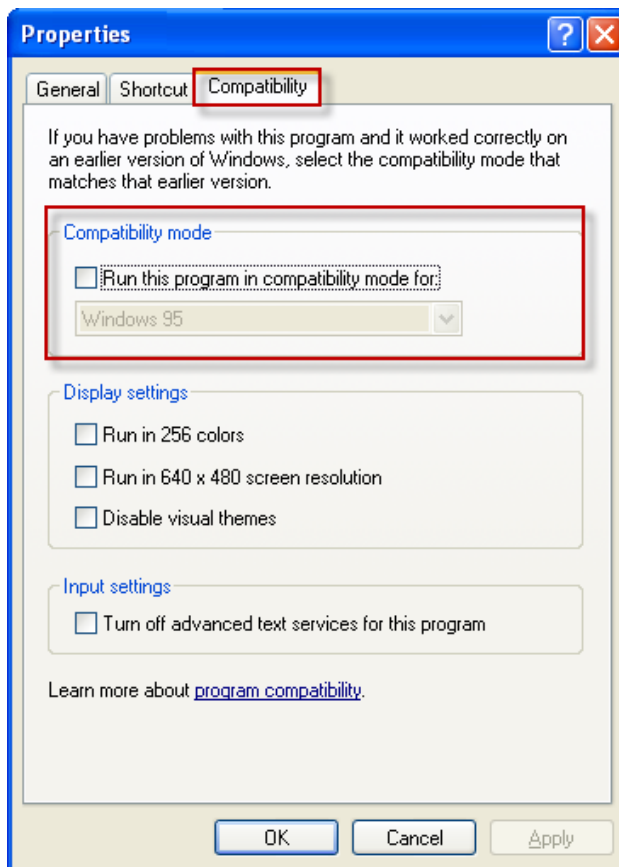 Properties
General Shortcut Compatibility
If you have problems with this program and it worked correctly on
an earlier version of Windows, select the compatibility mode that
matches that earlier version.
Compatibility mode
Run this program in compatibility mode for:
Windows 95
Display settings
Run in 256 colors
Run in 640 x 480 screen resolution
Disable visual themes
Input settings
Turn off advanced text services for this program
Learn more about program compatibility.
OK Cancel Apply